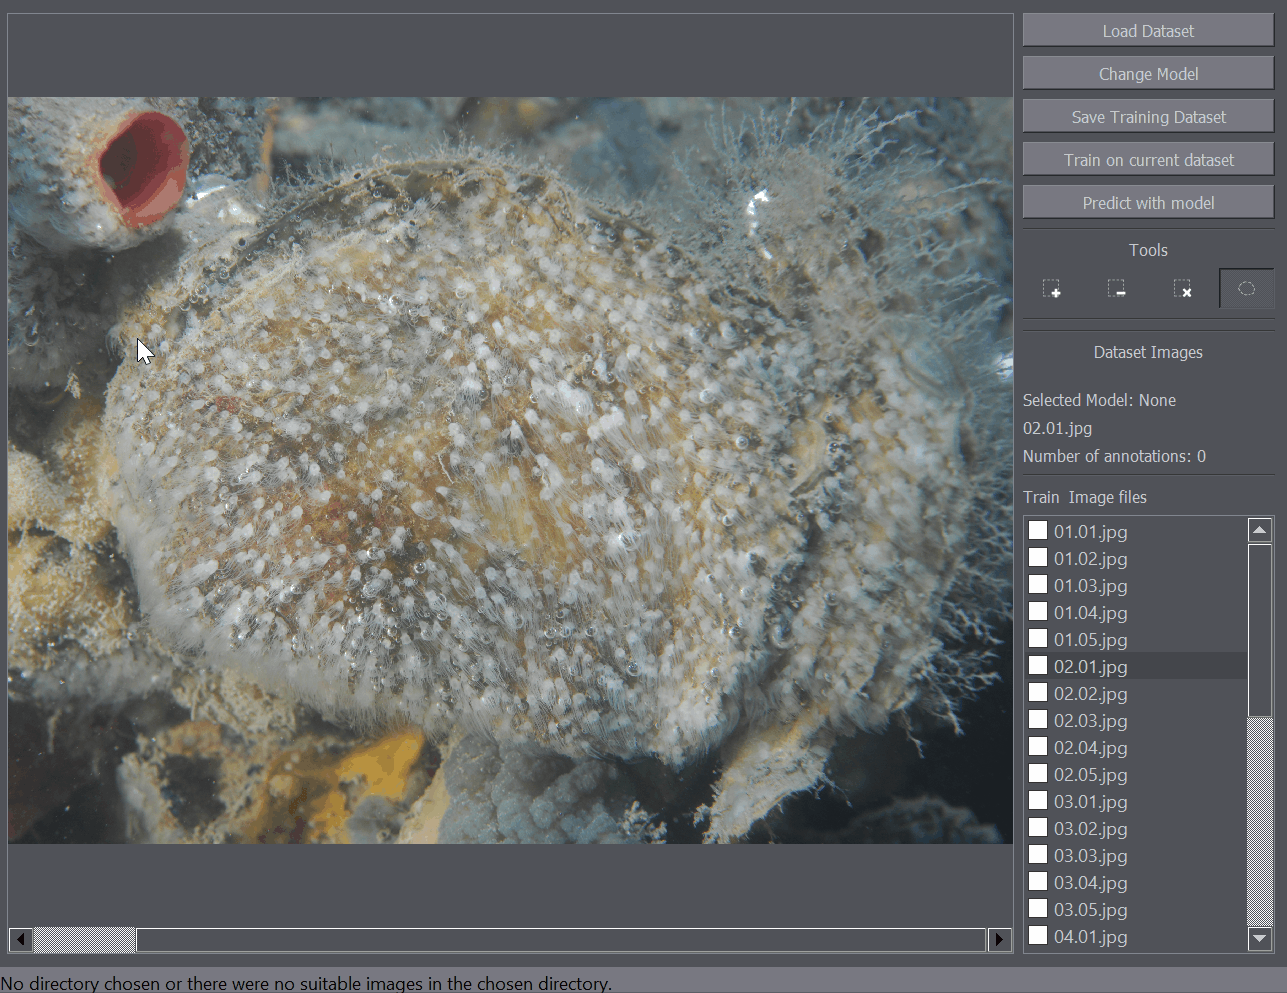 Load Dataset
Change Model
Save Training Dataset
Train on current dataset
Predict with model
Tools
Dataset Images
Selected Model: None
02.01.jpg
Number of annotations: 0
Train Image files
01.01.jpg
01.02.jpg
01.03.jpg
01.04.jpg
01.05.jpg
02.01.jpg
02.02.jpg
02.03.jpg
02.04.jpg
02.05.jpg
03.01.jpg
03.02.jpg
03.03.jpg
03.04.jpg
03.05.jpg
04.01.jpg
No directory chosen or there were no suitable images in the chosen directory.